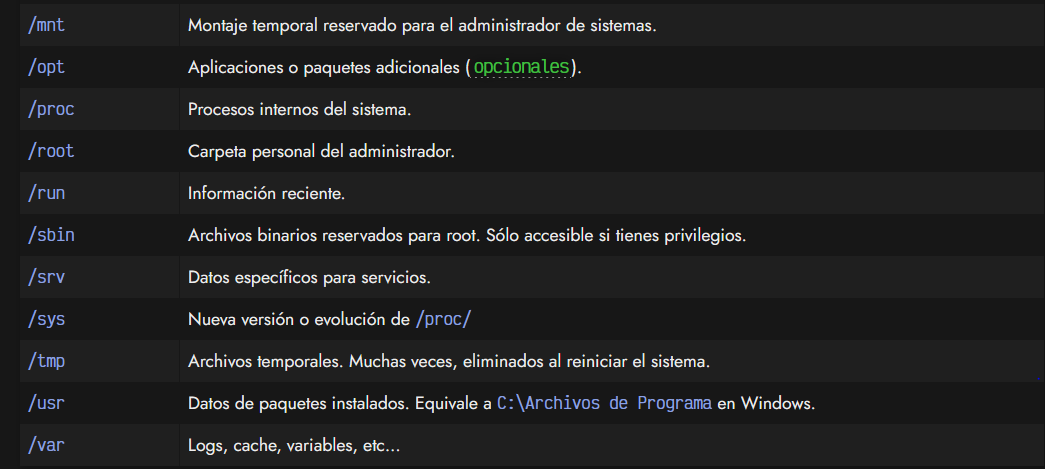 /mnt Montaje temporal reservado para el administrador de sistemas.
/opt Aplicaciones o paquetes adicionales (opcionales).
/proc Procesos internos del sistema.
/root Carpeta personal del administrador.
/run Información reciente.
/sbin Archivos binarios reservados para root. Sólo accesible si tienes privilegios.
/srv Datos específicos para servicios.
/sys Nueva versión o evolución de /proc/
/tmp Archivos temporales. Muchas veces, eliminados al reiniciar el sistema.
/usr Datos de paquetes instalados. Equivale a C:\Archivos de Programa en Windows.
/var Logs, cache, variables, etc...